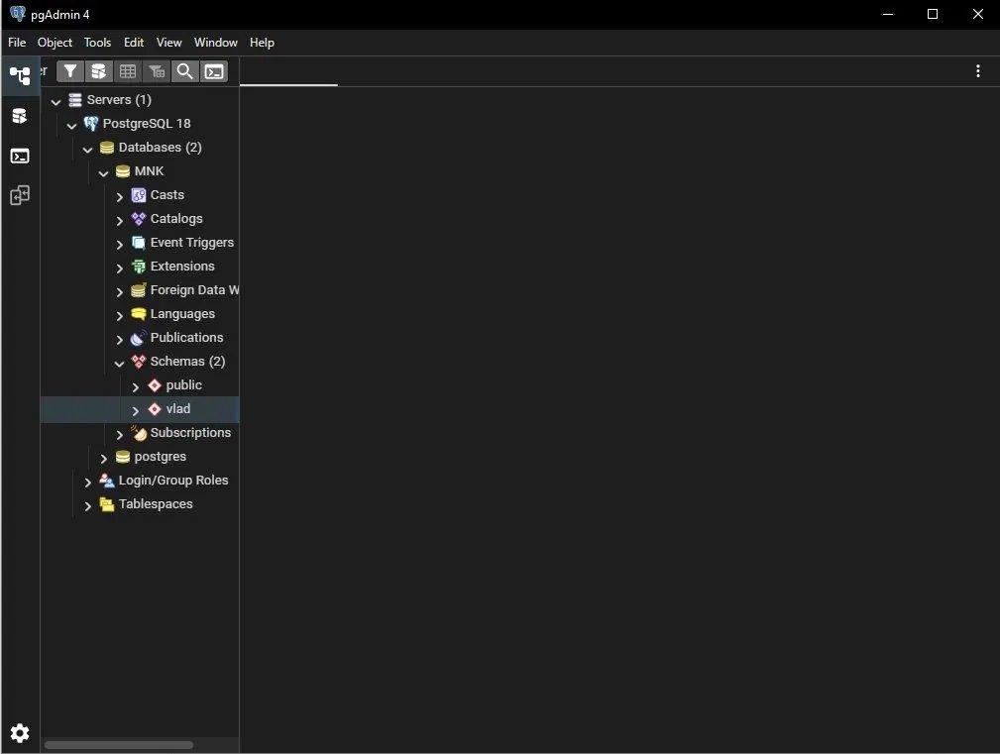 pgAdmin 4
File Object Tools Edit View Window Help
er
Servers (1)
PostgreSQL 18
Databases (2)
MNK
Casts
Catalogs
Event Triggers
Extensions
Foreign Data W
Languages
Publications
Schemas (2)
public
vlad
Subscriptions
postgres
Login/Group Roles
Tablespaces